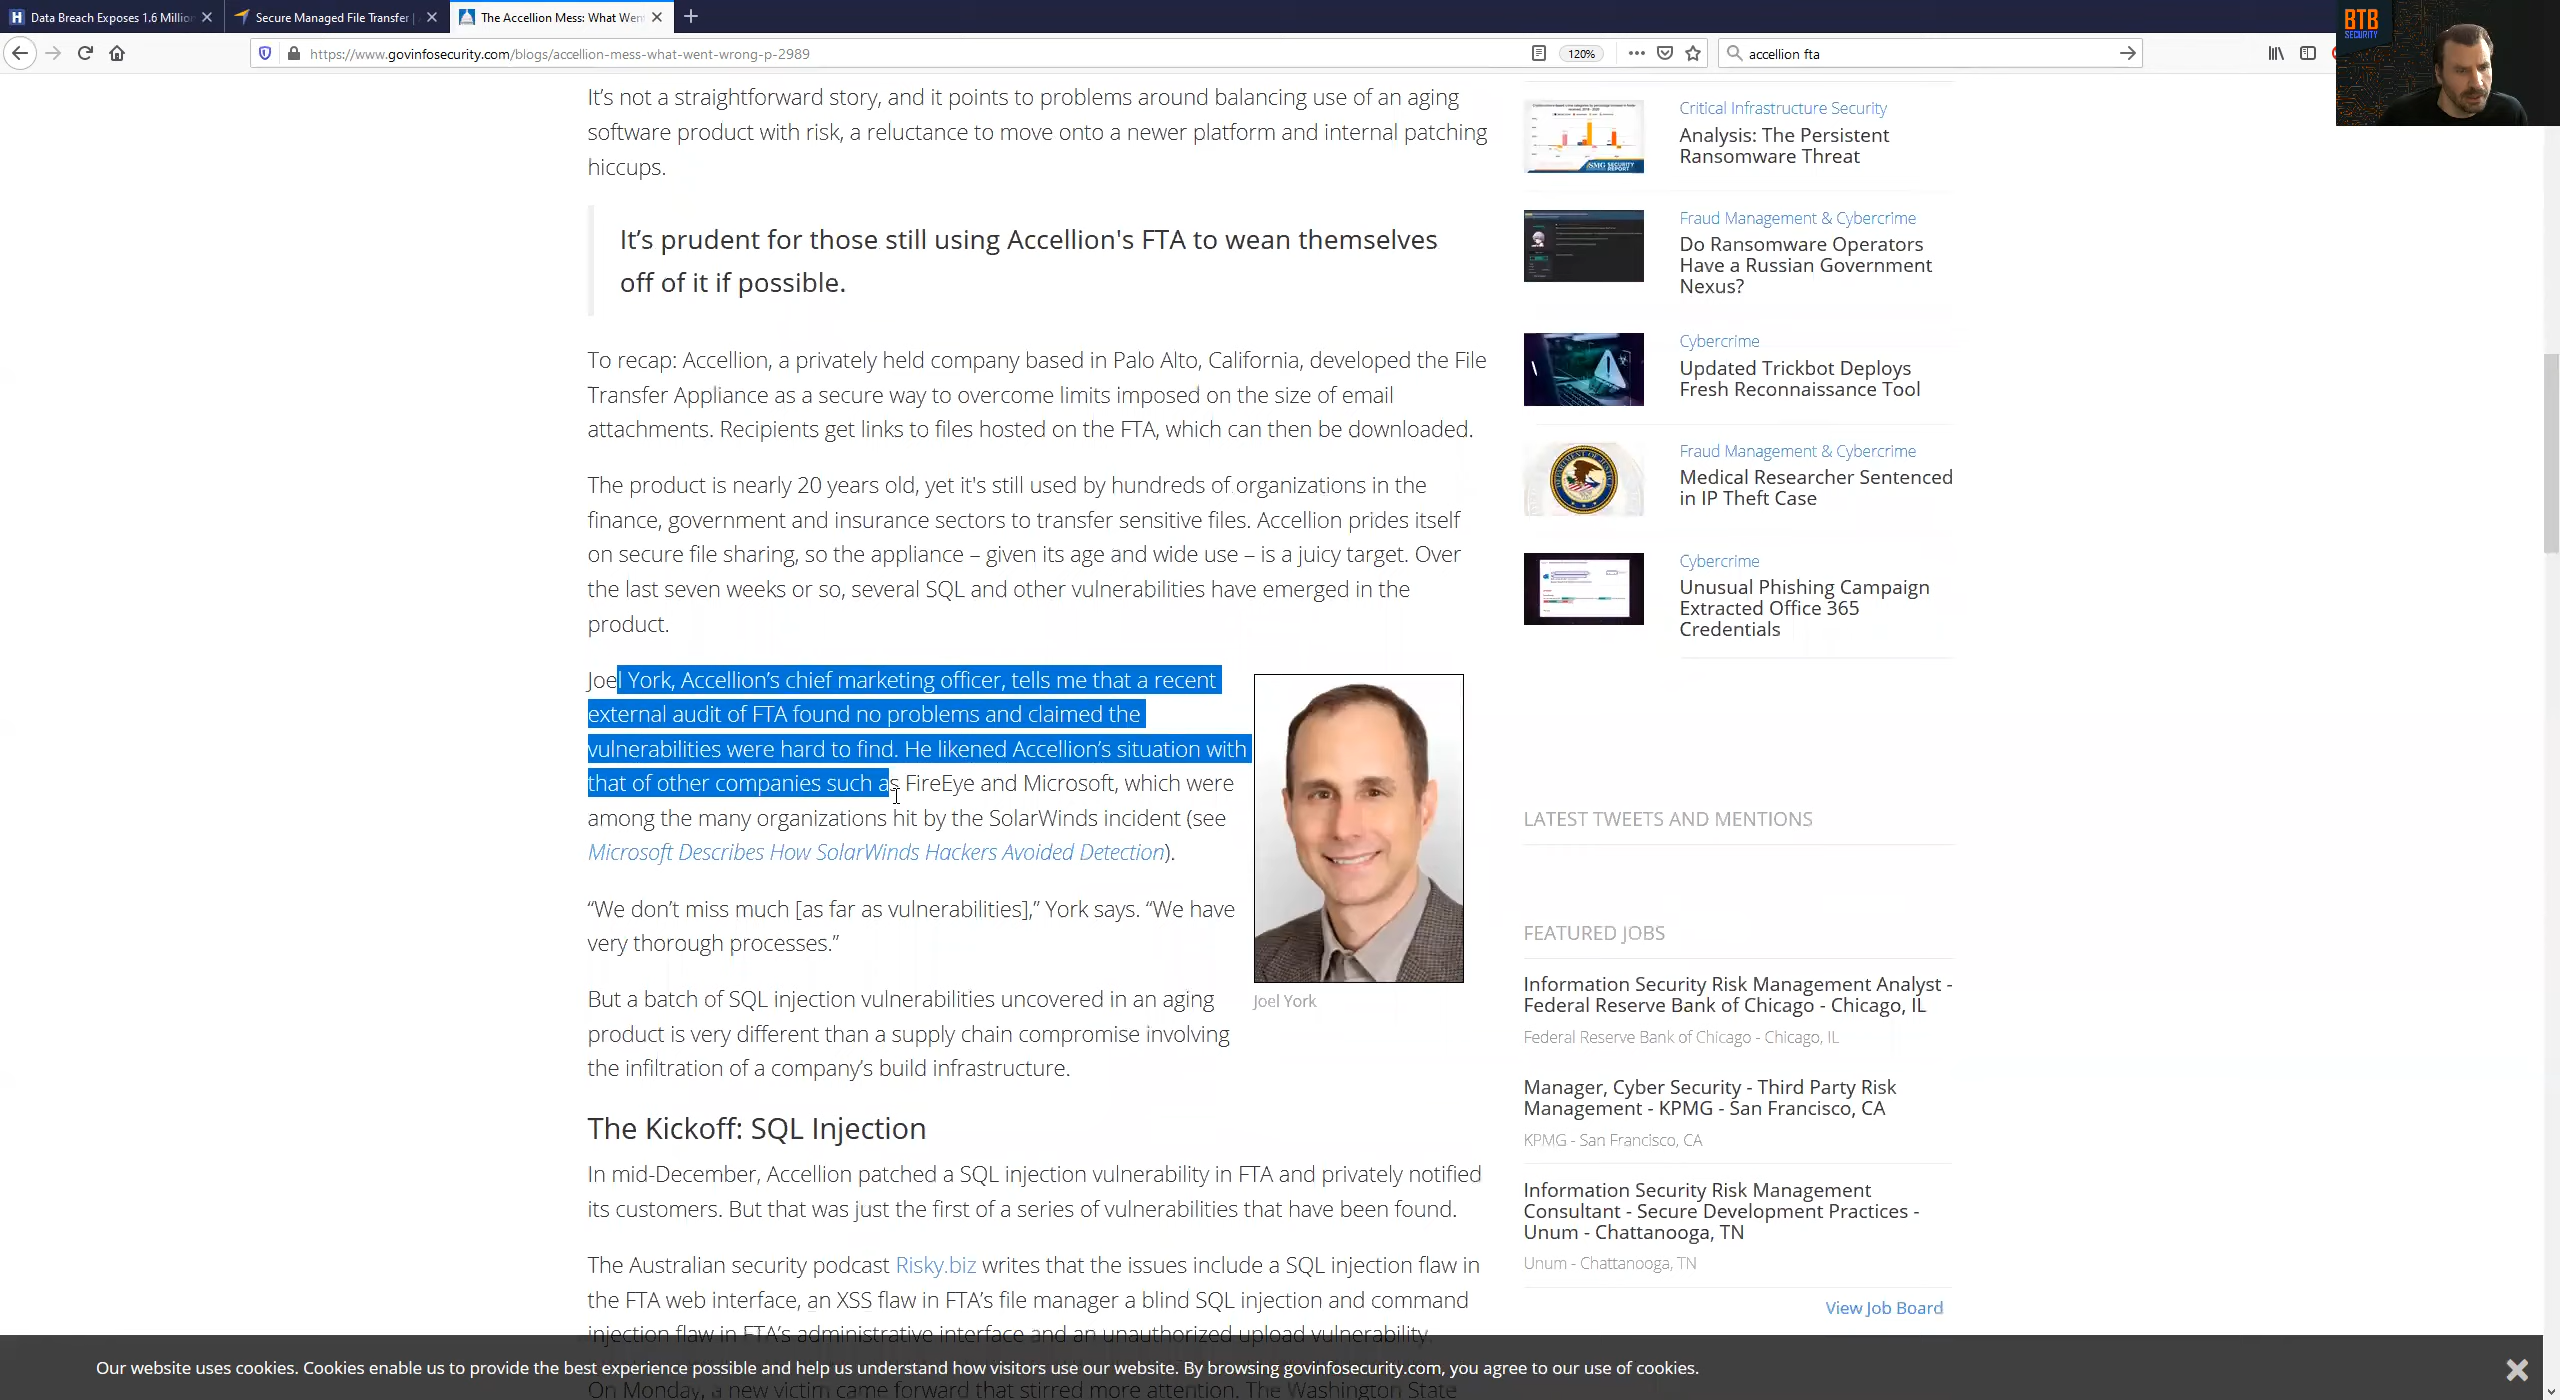 Data Breach Exposes 1.6 Million
Secure Managed File Transfer |
The Accellion Mess: What Went
https://www.govinfosecurity.com/blogs/accellion-mess-what-went-wrong-p-2989
120%
accellion fta
BTB
SECURITY
It's not a straightforward story, and it points to problems around balancing use of an aging
software product with risk, a reluctance to move onto a newer platform and internal patching
hiccups.
It's prudent for those still using Accellion's FTA to wean themselves
off of it if possible.
To recap: Accellion, a privately held company based in Palo Alto, California, developed the File
Transfer Appliance as a secure way to overcome limits imposed on the size of email
attachments. Recipients get links to files hosted on the FTA, which can then be downloaded.
The product is nearly 20 years old, yet it's still used by hundreds of organizations in the
finance, government and insurance sectors to transfer sensitive files. Accellion prides itself
on secure file sharing, so the appliance – given its age and wide use – is a juicy target. Over
the last seven weeks or so, several SQL and other vulnerabilities have emerged in the
product.
Joel York, Accellion's chief marketing officer, tells me that a recent
external audit of FTA found no problems and claimed the
vulnerabilities were hard to find. He likened Accellion's situation with
that of other companies such as FireEye and Microsoft, which were
among the many organizations hit by the SolarWinds incident (see
Microsoft Describes How SolarWinds Hackers Avoided Detection).
Joel York
“We don't miss much [as far as vulnerabilities],” York says. “We have
very thorough processes.”
But a batch of SQL injection vulnerabilities uncovered in an aging
product is very different than a supply chain compromise involving
the infiltration of a company's build infrastructure.
The Kickoff: SQL Injection
In mid-December, Accellion patched a SQL injection vulnerability in FTA and privately notified
its customers. But that was just the first of a series of vulnerabilities that have been found.
The Australian security podcast Risky.biz writes that the issues include a SQL injection flaw in
the FTA web interface, an XSS flaw in FTA's file manager a blind SQL injection and command
injection flaw in FTA's administrative interface and an unauthorized upload vulnerability.
On Monday, a new victim came forward that stirred more attention. The Washington State
Critical Infrastructure Security
Analysis: The Persistent
Ransomware Threat
Fraud Management & Cybercrime
Do Ransomware Operators
Have a Russian Government
Nexus?
Cybercrime
Updated Trickbot Deploys
Fresh Reconnaissance Tool
Fraud Management & Cybercrime
Medical Researcher Sentenced
in IP Theft Case
Cybercrime
Unusual Phishing Campaign
Extracted Office 365
Credentials
LATEST TWEETS AND MENTIONS
FEATURED JOBS
Information Security Risk Management Analyst -
Federal Reserve Bank of Chicago - Chicago, IL
Federal Reserve Bank of Chicago - Chicago, IL
Manager, Cyber Security - Third Party Risk
Management - KPMG - San Francisco, CA
KPMG - San Francisco, CA
Information Security Risk Management
Consultant - Secure Development Practices -
Unum - Chattanooga, TN
Unum - Chattanooga, TN
View Job Board
Our website uses cookies. Cookies enable us to provide the best experience possible and help us understand how visitors use our website. By browsing govinfosecurity.com, you agree to our use of cookies.